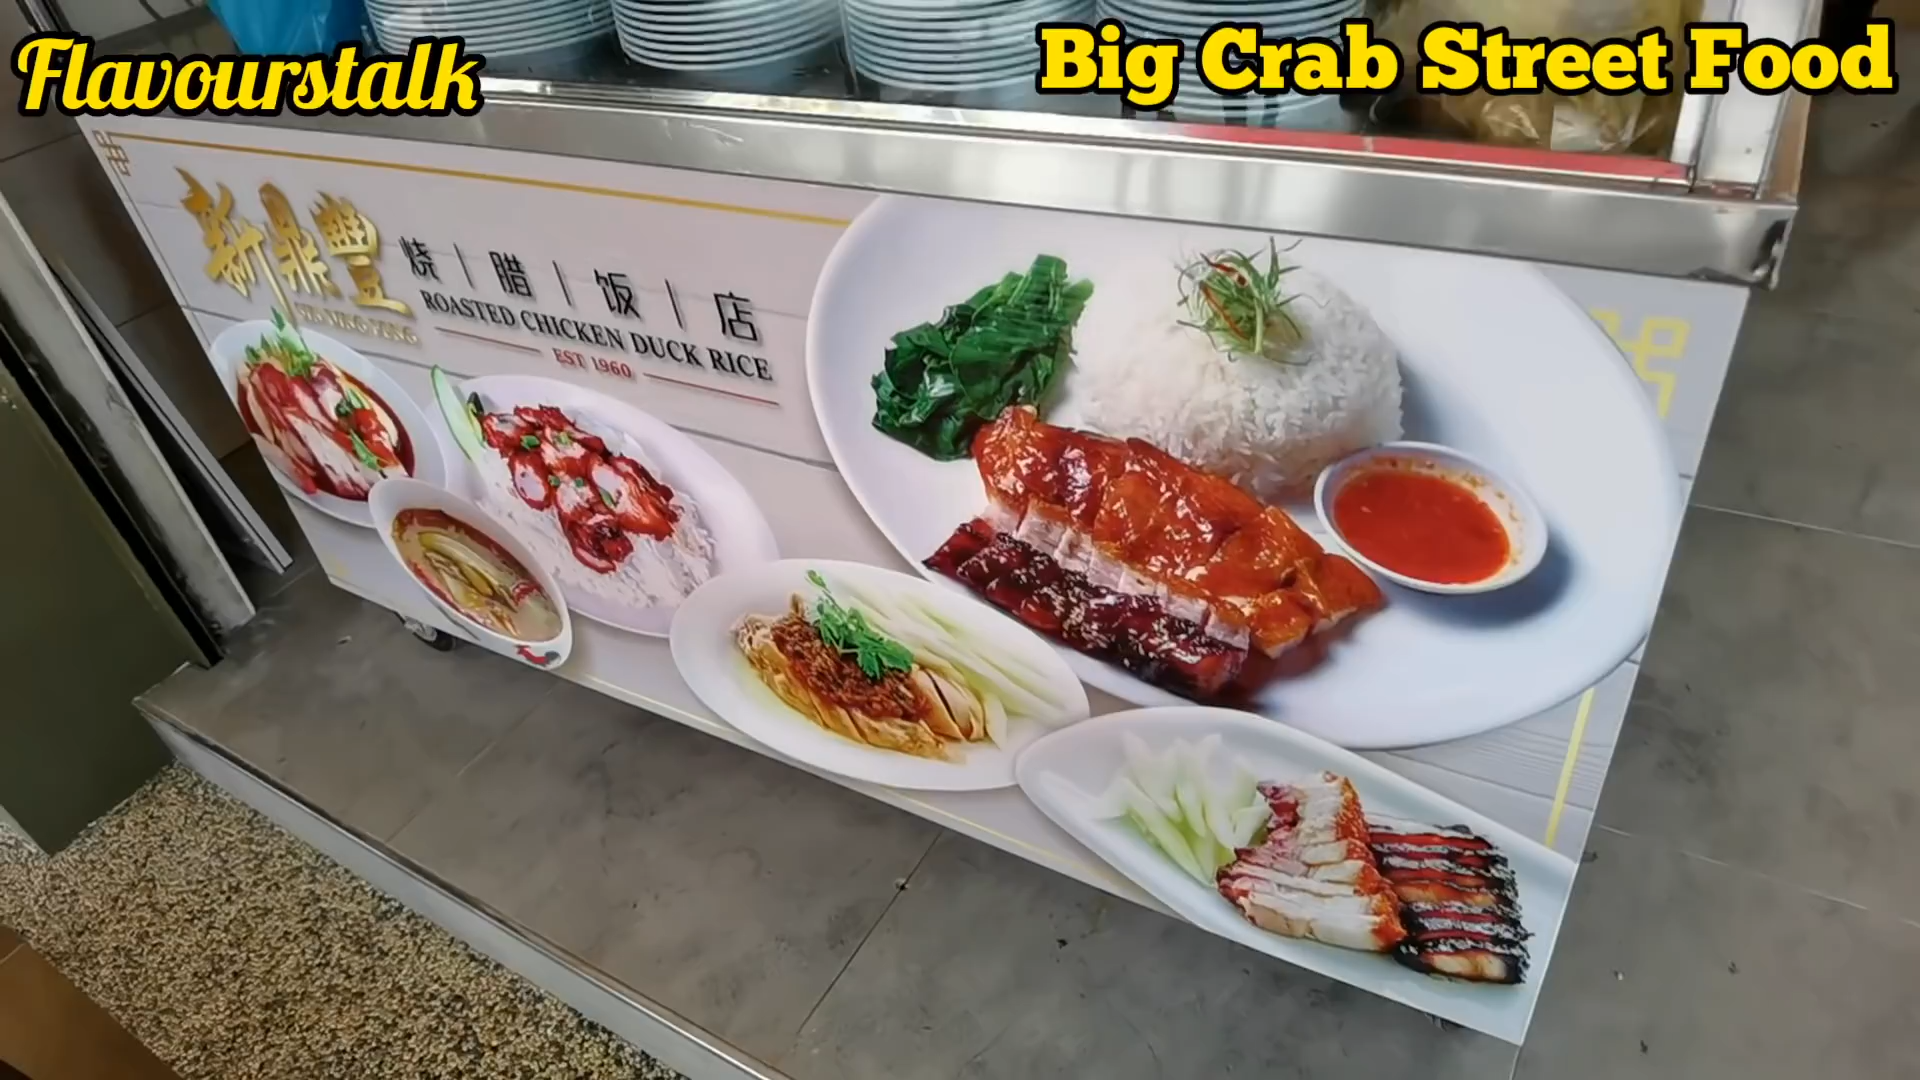 Flavourstalk
Big Crab Street Food
新鼎豐
烧|腊|饭|店
ROASTED CHICKEN DUCK RICE
EST 1960